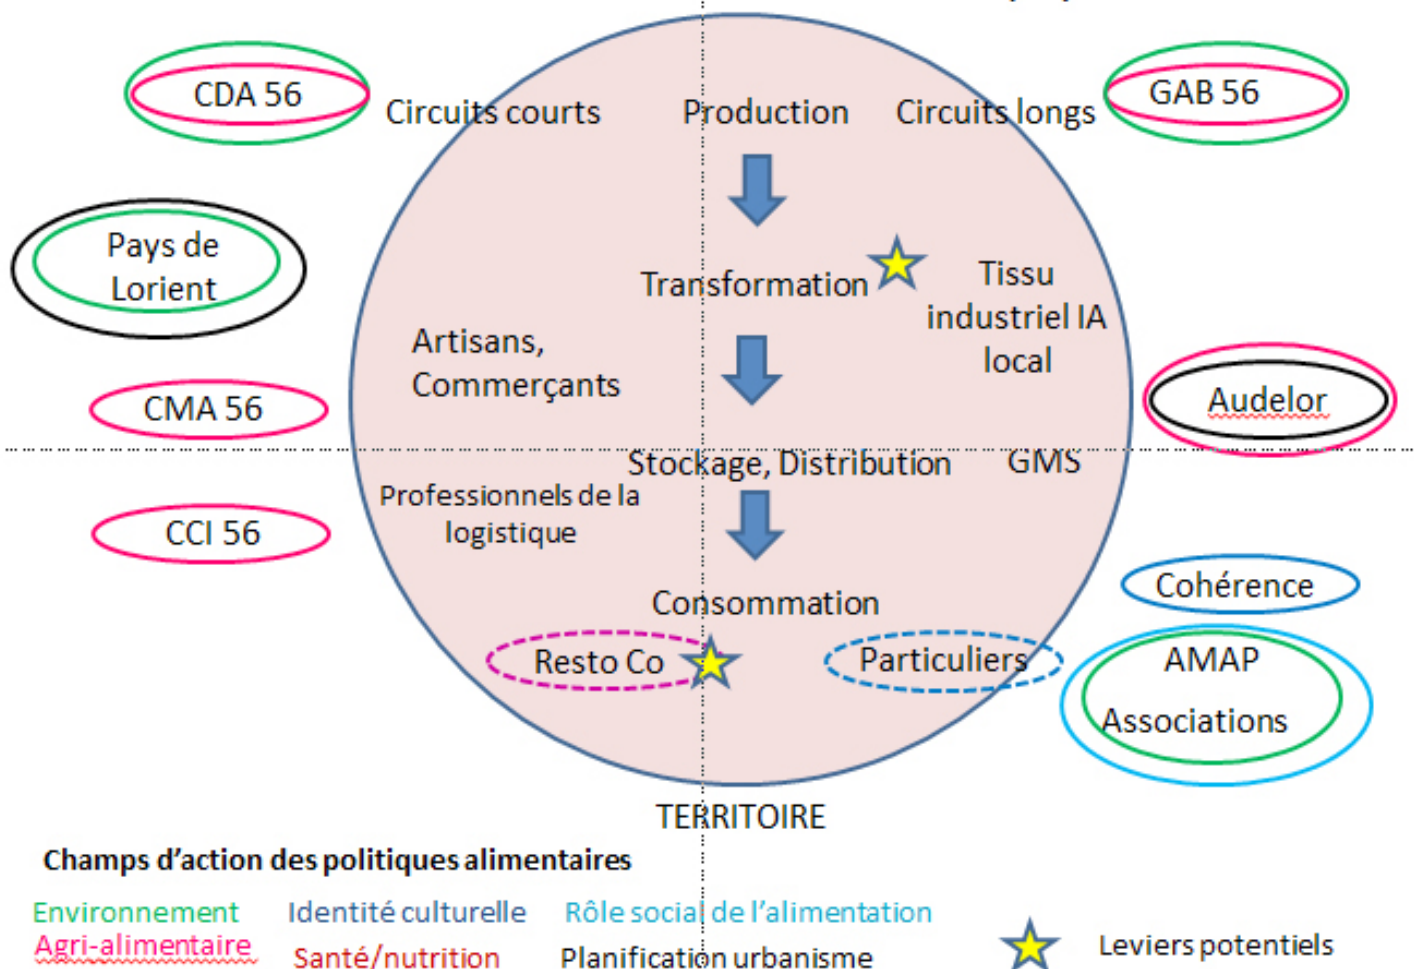 CDA 56
GAB 56
Circuits courts
Production
Circuits longs
Pays de
Lorient
Transformation
Tissu
industriel IA
local
Artisans,
Commerçants
CMA 56
Audelor
Stockage, Distribution
GMS
Professionnels de la
logistique
CCI 56
Cohérence
Consommation
Resto Co
Particuliers
AMAP
Associations
TERRITOIRE
Champs d’action des politiques alimentaires
Environnement
Identité culturelle
Rôle social de l’alimentation
Agri-alimentaire
Santé/nutrition
Planification urbanisme
Leviers potentiels